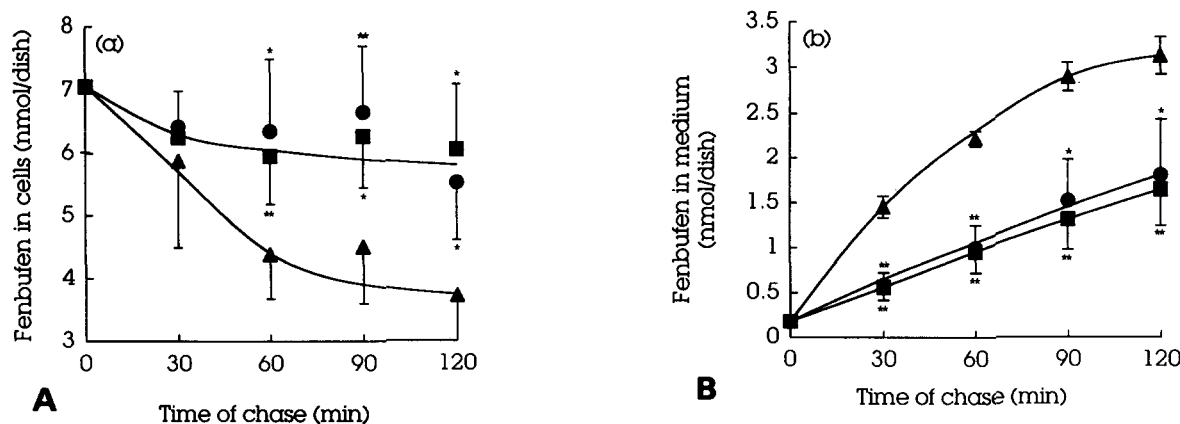 (a)
Fenbufen in cells (nmol/dish)
8
7
6
5
4
3
*
**
*
**
*
*
0 30 60 90 120
Time of chase (min)
A
(b)
Fenbufen in medium
(nmol/dish)
3.5
3
2.5
2
1.5
1
0.5
0
*
*
**
**
**
**
**
**
0 30 60 90 120
Time of chase (min)
B